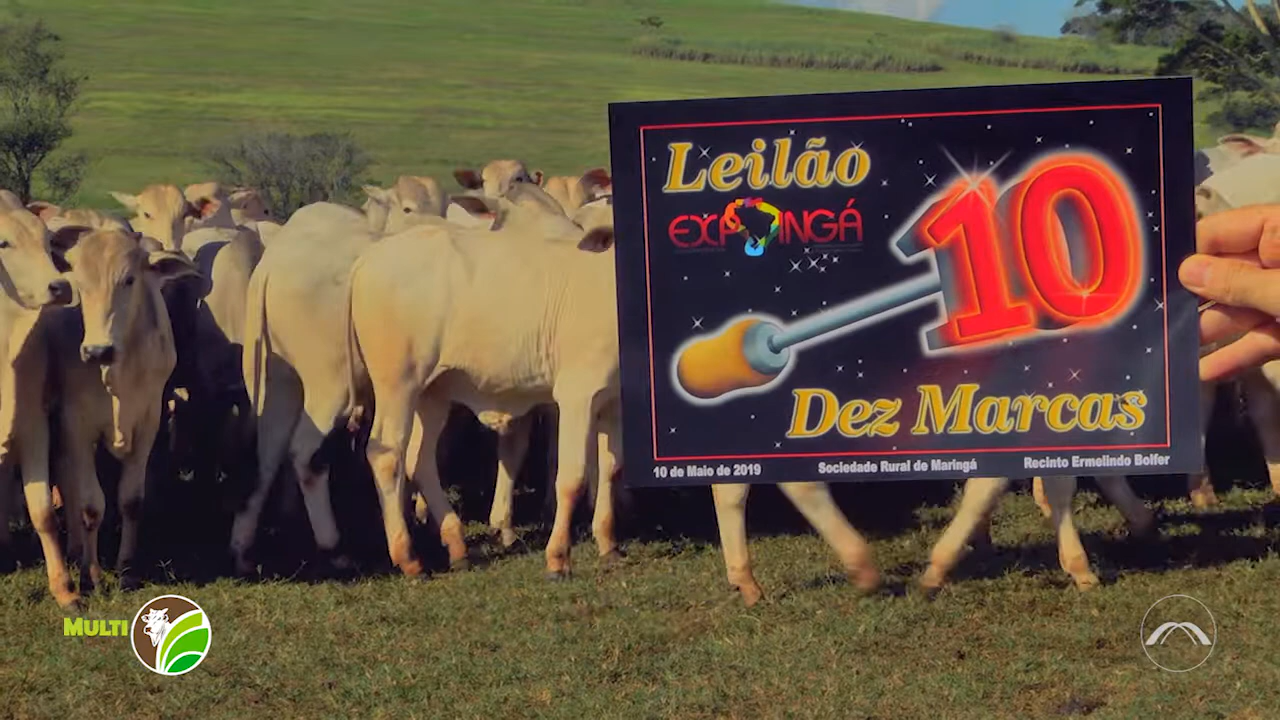 Leilão
EXPOINGÁ
10
Dez Marcas
10 de Maio de 2019 Sociedade Rural de Maringá Recinto Ermelindo Bolfer
MULTI